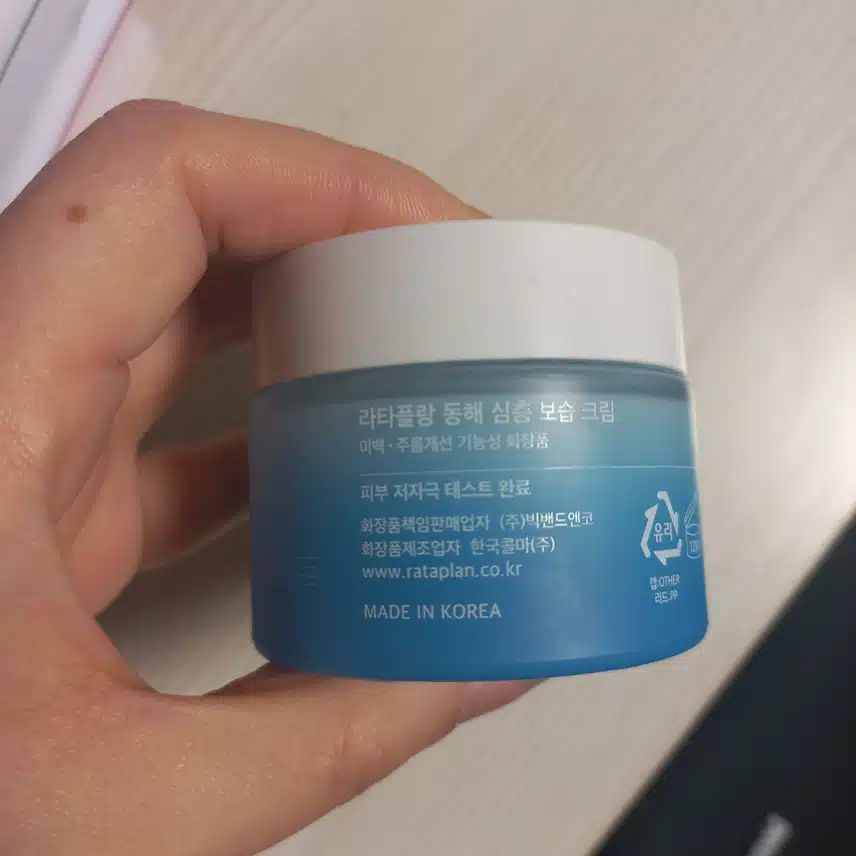 라타플랑 동해 심층 보습 크림
미백·주름개선 기능성 화장품
피부 저자극 테스트 완료
화장품책임판매업자 (주)빅밴드앤코
화장품제조업자 한국콜마(주)
www.rataplan.co.kr
MADE IN KOREA
유리
캡:OTHER
리드:PP